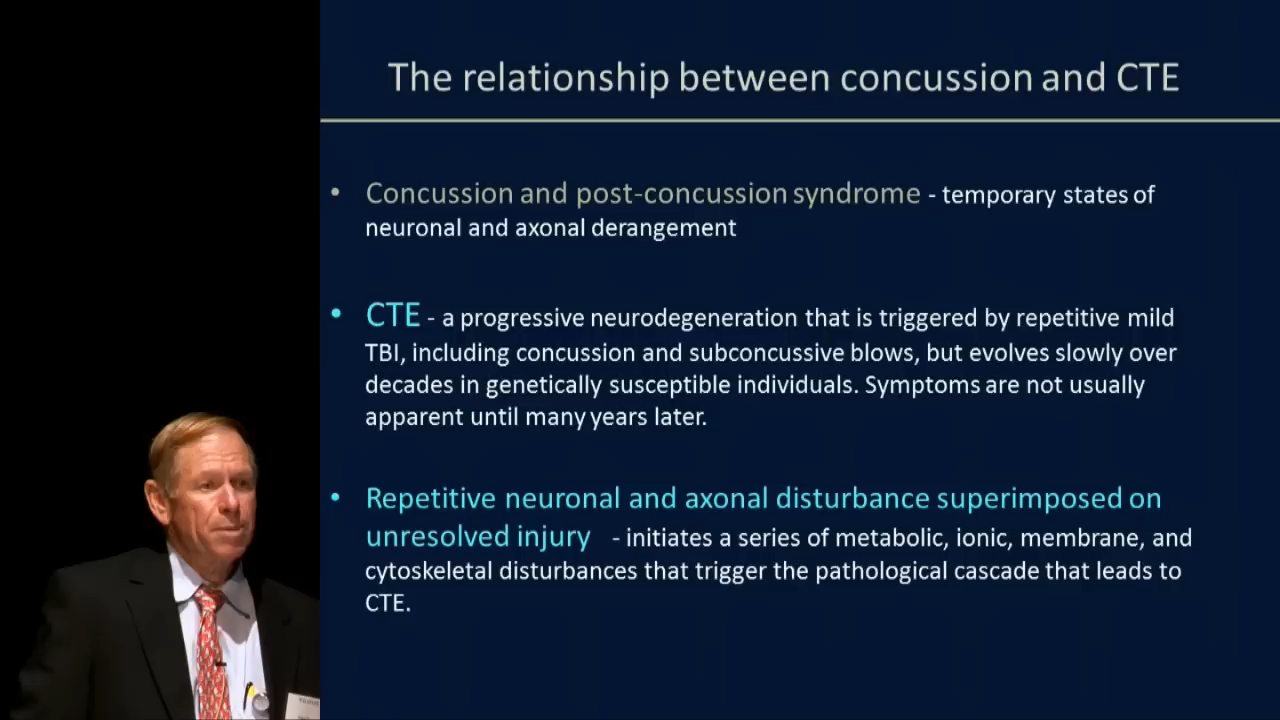 The relationship between concussion and CTE
• Concussion and post-concussion syndrome - temporary states of
neuronal and axonal derangement
• CTE - a progressive neurodegeneration that is triggered by repetitive mild
TBI, including concussion and subconcussive blows, but evolves slowly over
decades in genetically susceptible individuals. Symptoms are not usually
apparent until many years later.
• Repetitive neuronal and axonal disturbance superimposed on
unresolved injury - initiates a series of metabolic, ionic, membrane, and
cytoskeletal disturbances that trigger the pathological cascade that leads to
CTE.